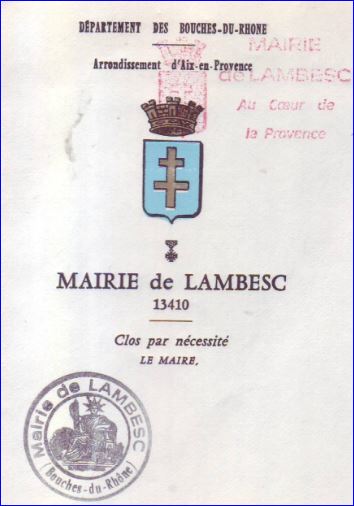 DÉPARTEMENT DES BOUCHES-DU-RHONE
Arrondissement d'Aix-en-Provence
MAIRIE
de LAMBESC
Au Cœur de
la Provence
MAIRIE de LAMBESC
13410
Clos par nécessité
LE MAIRE,
Mairie de LAMBESC
(Bouches-du-Rhône)